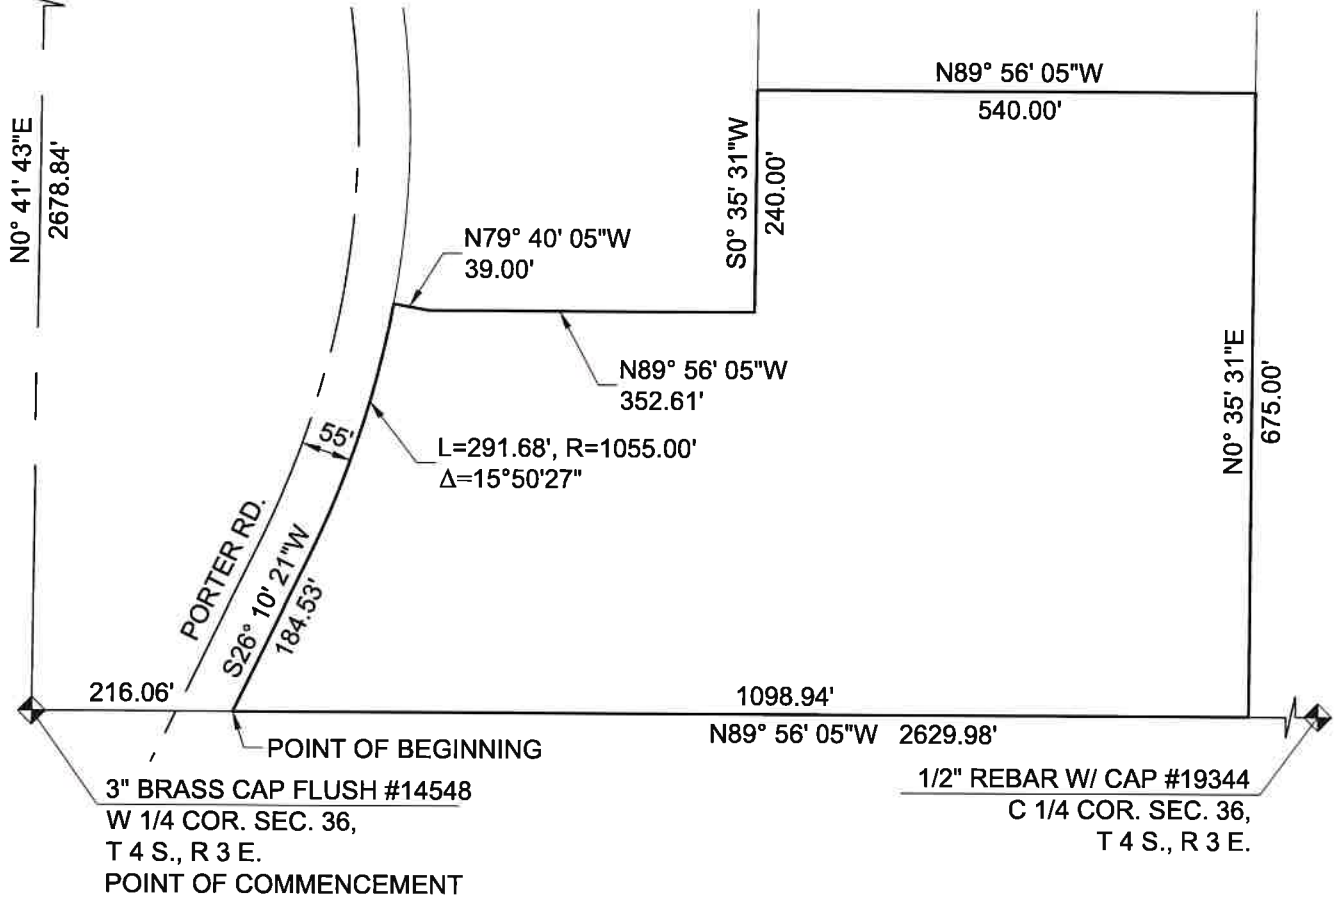 N89° 56' 05"W
540.00'
N0° 41' 43"E
2678.84'
S0° 35' 31"W
240.00'
N79° 40' 05"W
39.00'
N89° 56' 05"W
352.61'
N0° 35' 31"E
675.00'
55'
L=291.68', R=1055.00'
Δ=15°50'27"
PORTER RD.
S26° 10' 21"W
184.53'
216.06'
1098.94'
N89° 56' 05"W 2629.98'
POINT OF BEGINNING
3" BRASS CAP FLUSH #14548
W 1/4 COR. SEC. 36,
T 4 S., R 3 E.
POINT OF COMMENCEMENT
1/2" REBAR W/ CAP #19344
C 1/4 COR. SEC. 36,
T 4 S., R 3 E.